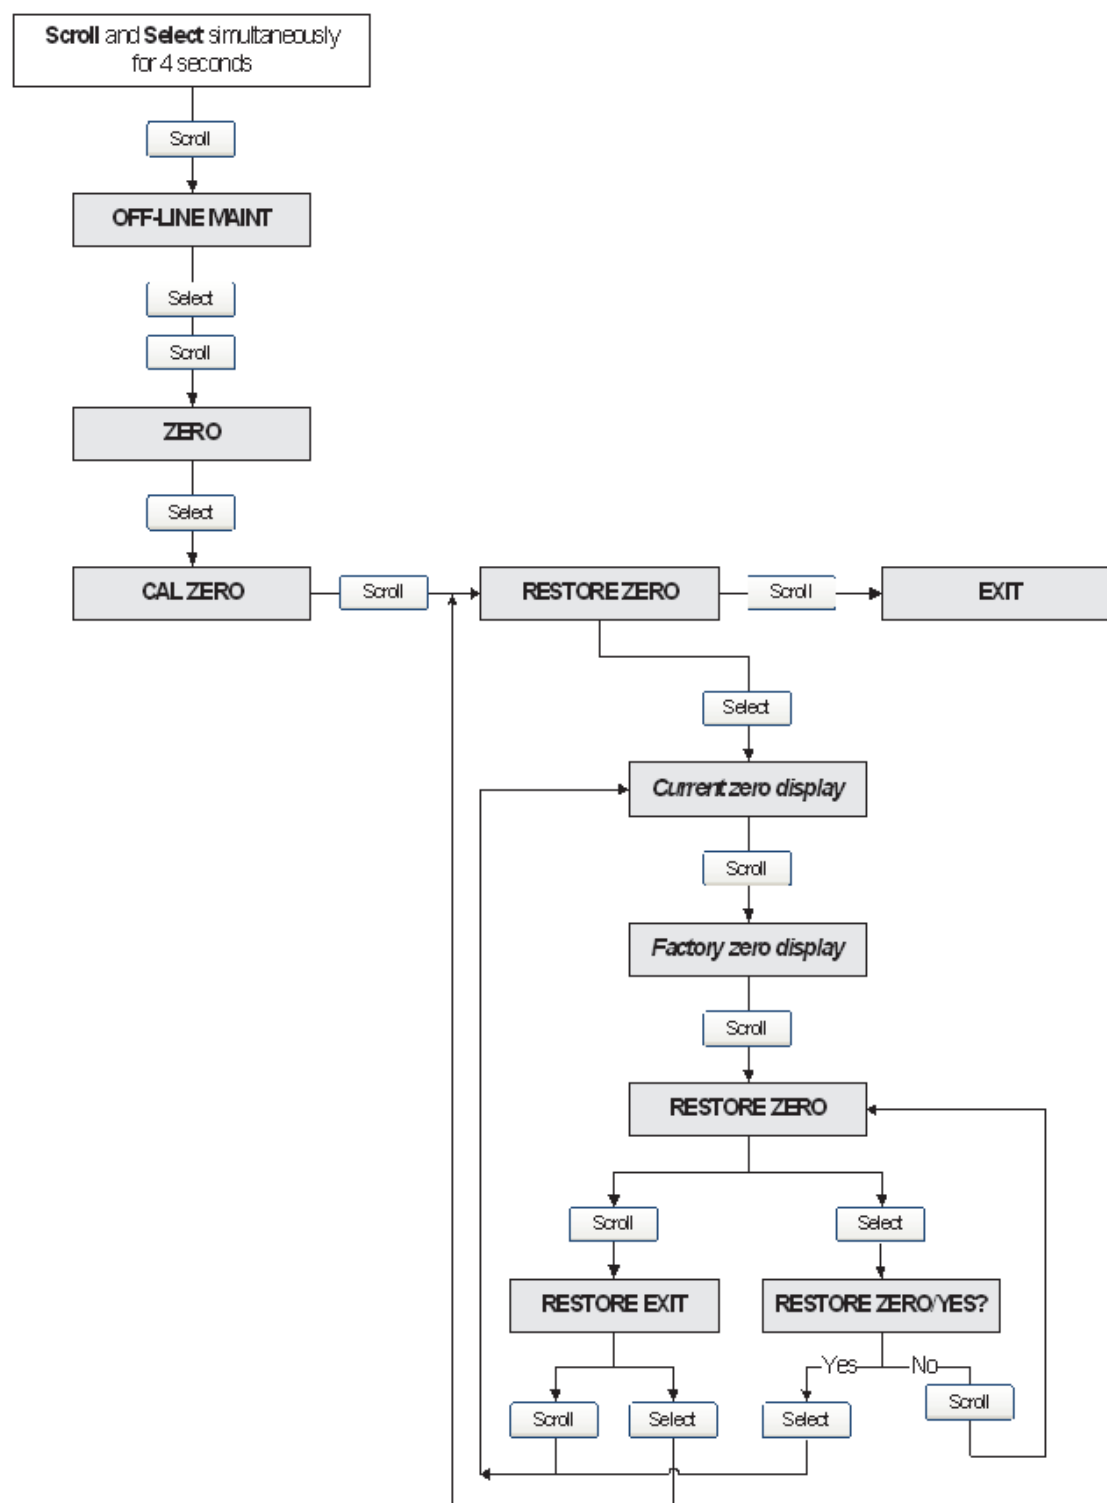 Scroll and Select simultaneously
for 4 seconds
Scroll
OFF-LINE MAINT
Select
Scroll
ZERO
Select
CAL ZERO
Scroll
RESTORE ZERO
Scroll
EXIT
Select
Current zero display
Scroll
Factory zero display
Scroll
RESTORE ZERO
Scroll
Select
RESTORE EXIT
RESTORE ZERO/YES?
Yes
No
Scroll
Select
Select
Scroll